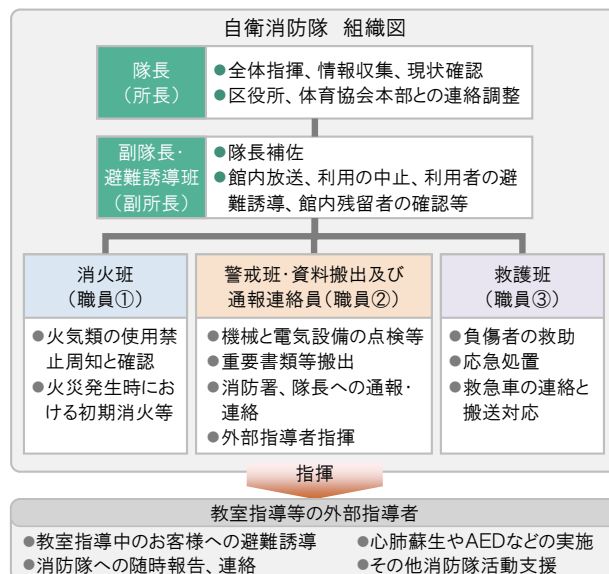 自衛消防隊 組織図
隊長
（所長）
●全体指揮、情報収集、現状確認
●区役所、体育協会本部との連絡調整
副隊長・
避難誘導班
（副所長）
●隊長補佐
●館内放送、利用の中止、利用者の避
難誘導、館内残留者の確認等
消火班
（職員①）
●火気類の使用禁
止周知と確認
●火災発生時にお
ける初期消火等
警戒班・資料搬出及び
通報連絡員（職員②）
●機械と電気設備の点検等
●重要書類等搬出
●消防署、隊長への通報・
連絡
●外部指導者指揮
救護班
（職員③）
●負傷者の救助
●応急処置
●救急車の連絡と
搬送対応
指揮
教室指導等の外部指導者
●教室指導中のお客様への避難誘導
●消防隊への随時報告、連絡
●心肺蘇生やAEDなどの実施
●その他消防隊活動支援